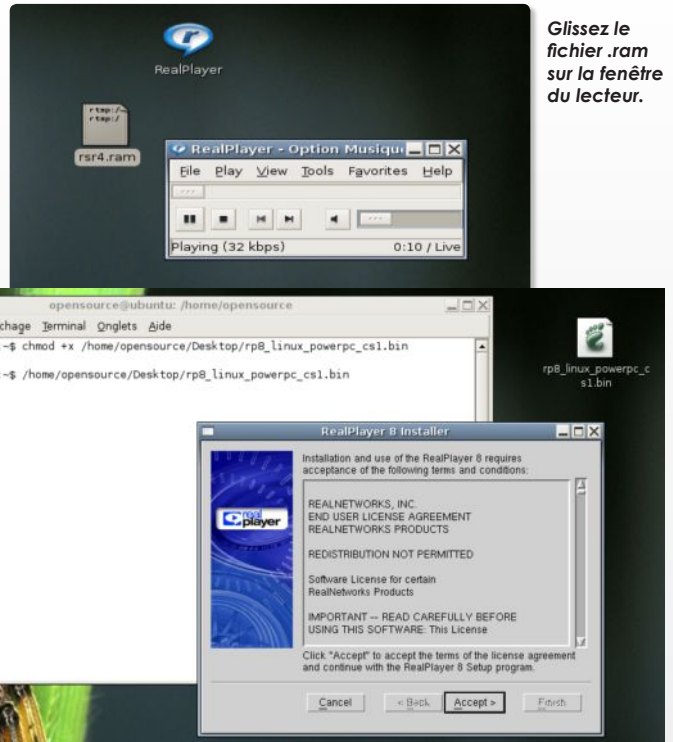 Glissez le
fichier .ram
sur la fenêtre
du lecteur.
RealPlayer
rtsp:/
rtsp:/
rsr4.ram
RealPlayer - Option Musiqu
File Play View Tools Favorites Help
Playing (32 kbps) 0:10 / Live
opensource@ubuntu: /home/opensource
chage Terminal Onglets Aide
:~$ chmod +x /home/opensource/Desktop/rp8_linux_powerpc_cs1.bin
:~$ /home/opensource/Desktop/rp8_linux_powerpc_cs1.bin
rp8_linux_powerpc_c
s1.bin
RealPlayer 8 Installer
Installation and use of the RealPlayer 8 requires
acceptance of the following terms and conditions:
real
player
REALNETWORKS, INC.
END USER LICENSE AGREEMENT
REALNETWORKS PRODUCTS
REDISTRIBUTION NOT PERMITTED
Software License for certain
RealNetworks Products
IMPORTANT -- READ CAREFULLY BEFORE
USING THIS SOFTWARE: This License
Click "Accept" to accept the terms of the license agreement
and continue with the RealPlayer 8 Setup program.
Cancel < Back Accept > Finish